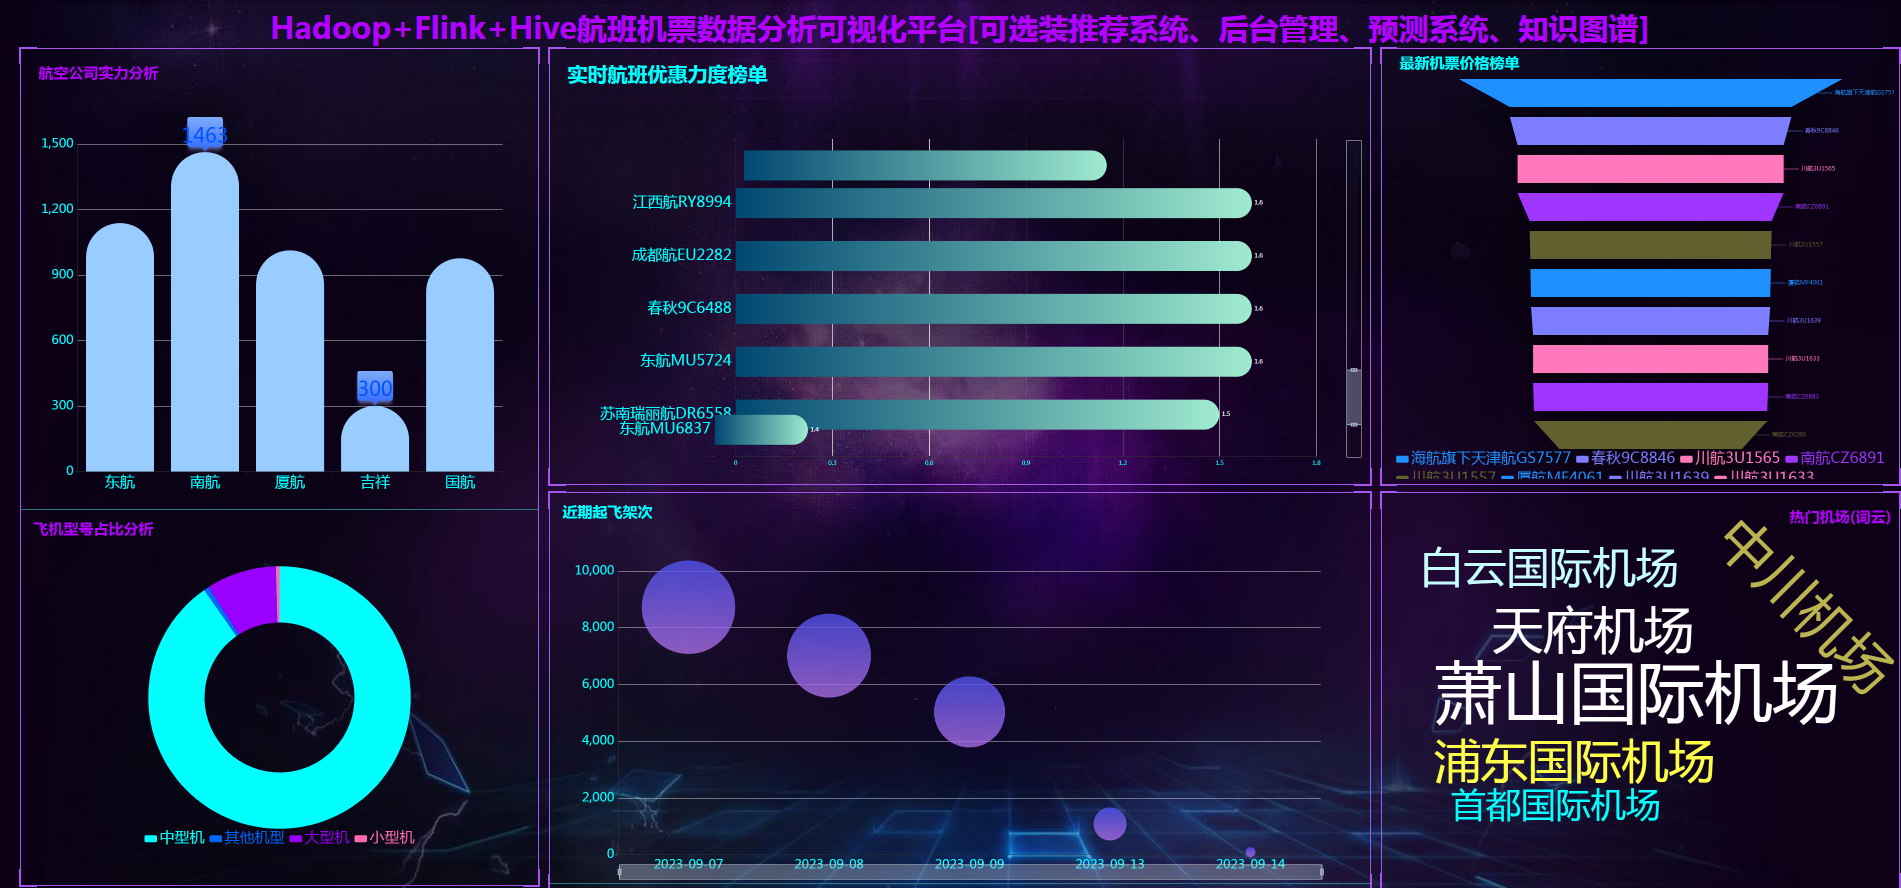 Hadoop+Flink+Hive航班机票数据分析可视化平台[可选装推荐系统、后台管理、预测系统、知识图谱]
航空公司实力分析
1463
1,500
1,200
900
600
300
300
0
东航 南航 厦航 吉祥 国航
飞机型号占比分析
中型机 其他机型 大型机 小型机
实时航班优惠力度榜单
江西航RY8994 1.6
成都航EU2282 1.6
春秋9C6488 1.6
东航MU5724 1.6
苏南瑞丽航DR6558 1.5
东航MU6837 1.4
0 0.3 0.6 0.9 1.2 1.5 1.8
近期起飞架次
10,000
8,000
6,000
4,000
2,000
0
2023-09-07 2023-09-08 2023-09-09 2023-09-13 2023-09-14
最新机票价格榜单
海航旗下天津航GS757
春秋9C8846
川航3U1565
南航CZ6891
川航3U1557
厦航MF4061
川航3U1639
川航3U1633
南航CZ6883
南航CZ6286
海航旗下天津航GS7577 春秋9C8846 川航3U1565 南航CZ6891
川航3U1557 厦航MF4061 川航3U1639 川航3U1633
热门机场(词云)
中川机场
白云国际机场
天府机场
萧山国际机场
浦东国际机场
首都国际机场